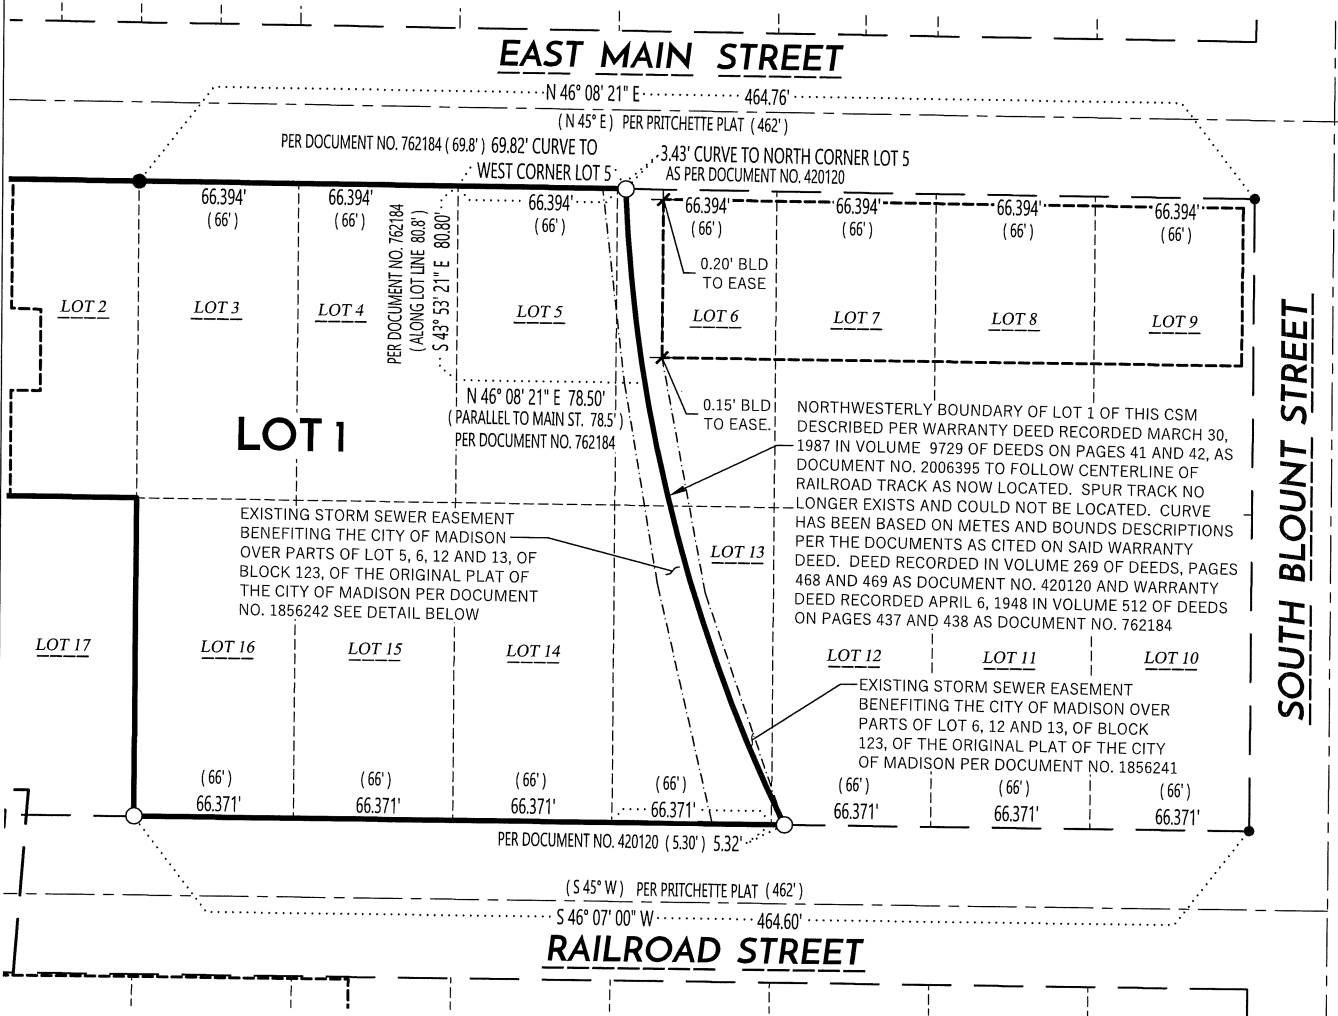 EAST MAIN STREET
N 46° 08' 21" E 464.76'
( N 45° E ) PER PRITCHETTE PLAT ( 462' )
PER DOCUMENT NO. 762184 ( 69.8' ) 69.82' CURVE TO
WEST CORNER LOT 5
3.43' CURVE TO NORTH CORNER LOT 5
AS PER DOCUMENT NO. 420120
66.394' 66.394' 66.394' 66.394' 66.394' 66.394' 66.394'
( 66' ) ( 66' ) ( 66' ) ( 66' ) ( 66' ) ( 66' ) ( 66' )
PER DOCUMENT NO. 762184
( ALONG LOT LINE 80.8' )
S 43° 53' 21" E 80.80'
0.20' BLD
TO EASE
LOT 2 LOT 3 LOT 4 LOT 5 LOT 6 LOT 7 LOT 8 LOT 9
N 46° 08' 21" E 78.50'
( PARALLEL TO MAIN ST. 78.5' )
PER DOCUMENT NO. 762184
0.15' BLD
TO EASE.
LOT 1
NORTHWESTERLY BOUNDARY OF LOT 1 OF THIS CSM
DESCRIBED PER WARRANTY DEED RECORDED MARCH 30,
1987 IN VOLUME 9729 OF DEEDS ON PAGES 41 AND 42, AS
DOCUMENT NO. 2006395 TO FOLLOW CENTERLINE OF
RAILROAD TRACK AS NOW LOCATED. SPUR TRACK NO
LONGER EXISTS AND COULD NOT BE LOCATED. CURVE
HAS BEEN BASED ON METES AND BOUNDS DESCRIPTIONS
PER THE DOCUMENTS AS CITED ON SAID WARRANTY
DEED. DEED RECORDED IN VOLUME 269 OF DEEDS, PAGES
468 AND 469 AS DOCUMENT NO. 420120 AND WARRANTY
DEED RECORDED APRIL 6, 1948 IN VOLUME 512 OF DEEDS
ON PAGES 437 AND 438 AS DOCUMENT NO. 762184
SOUTH BLOUNT STREET
EXISTING STORM SEWER EASEMENT
BENEFITING THE CITY OF MADISON
OVER PARTS OF LOT 5, 6, 12 AND 13, OF
BLOCK 123, OF THE ORIGINAL PLAT OF
THE CITY OF MADISON PER DOCUMENT
NO. 1856242 SEE DETAIL BELOW
LOT 13
LOT 17 LOT 16 LOT 15 LOT 14 LOT 12 LOT 11 LOT 10
EXISTING STORM SEWER EASEMENT
BENEFITING THE CITY OF MADISON OVER
PARTS OF LOT 6, 12 AND 13, OF BLOCK
123, OF THE ORIGINAL PLAT OF THE CITY
OF MADISON PER DOCUMENT NO. 1856241
( 66' ) ( 66' ) ( 66' ) ( 66' ) ( 66' ) ( 66' ) ( 66' )
66.371' 66.371' 66.371' 66.371' 66.371' 66.371' 66.371'
PER DOCUMENT NO. 420120 ( 5.30' ) 5.32'
( S 45° W ) PER PRITCHETTE PLAT ( 462' )
S 46° 07' 00" W 464.60'
RAILROAD STREET